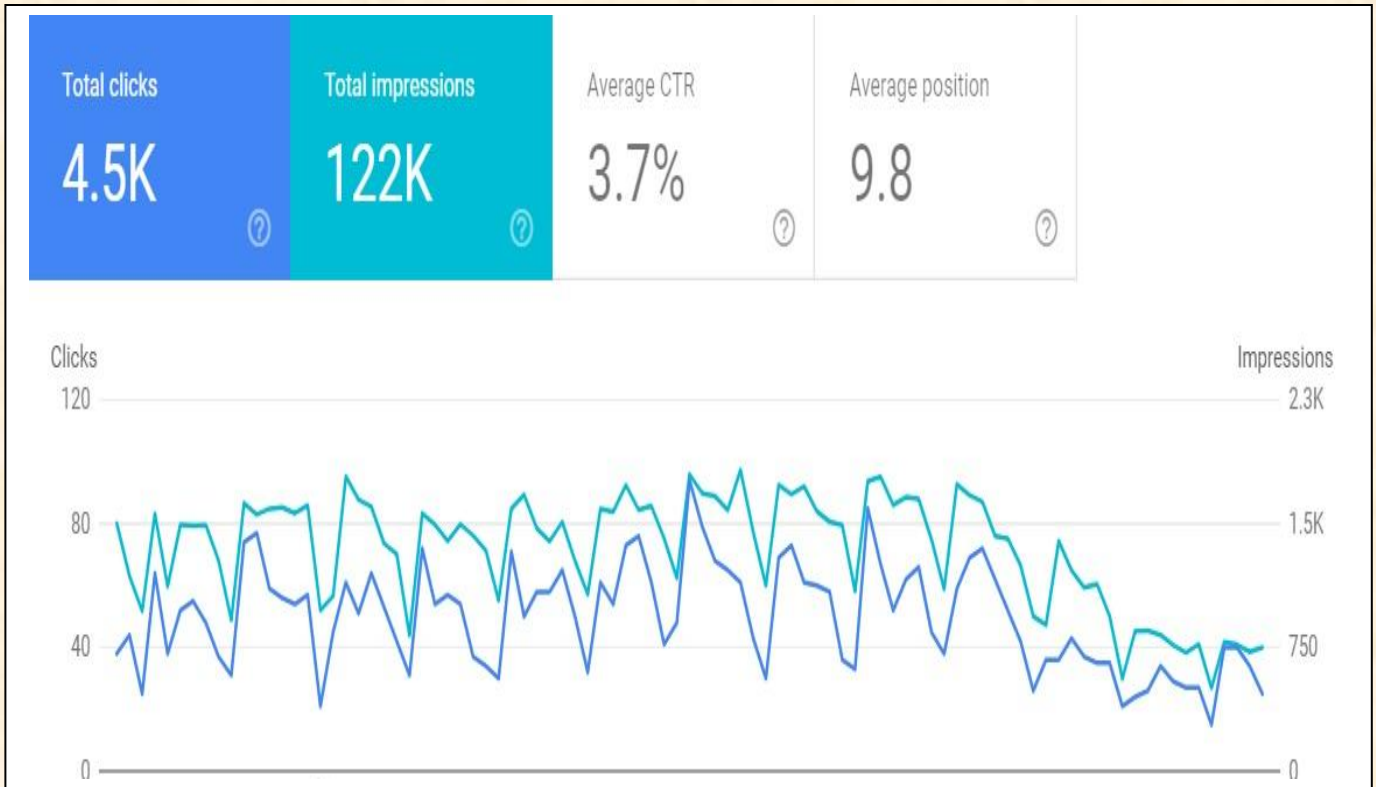 Total clicks Total impressions Average CTR Average position
4.5K 122K 3.7% 9.8
? ? ? ?
Clicks Impressions
120 2.3K
80 1.5K
40 750
0 0